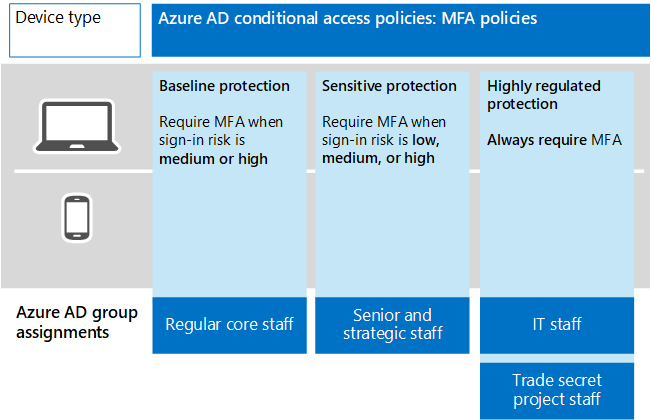 Device type
Azure AD conditional access policies: MFA policies
Baseline protection
Require MFA when
sign-in risk is
medium or high
Sensitive protection
Require MFA when
sign-in risk is low,
medium, or high
Highly regulated
protection
Always require MFA
Azure AD group
assignments
Regular core staff
Senior and
strategic staff
IT staff
Trade secret
project staff